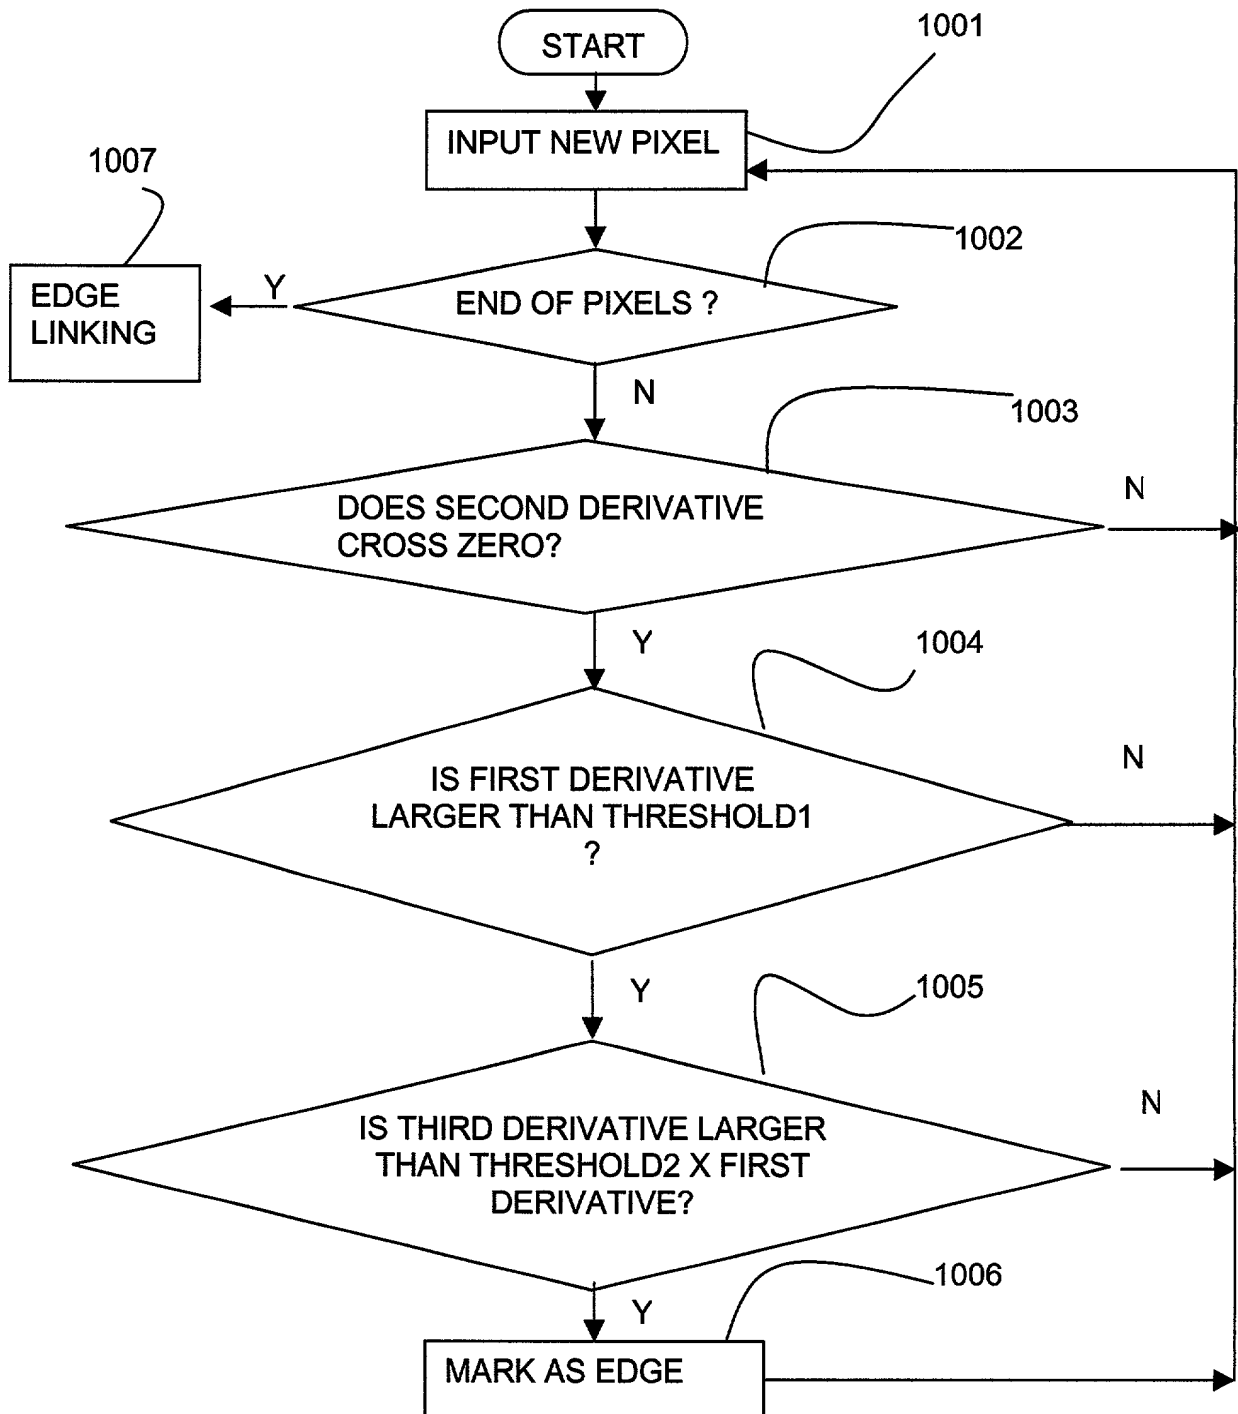 START
1001
INPUT NEW PIXEL
1007
1002
EDGE
LINKING
Y
END OF PIXELS ?
N
1003
DOES SECOND DERIVATIVE
CROSS ZERO?
N
Y
1004
IS FIRST DERIVATIVE
LARGER THAN THRESHOLD1
?
N
Y
1005
IS THIRD DERIVATIVE LARGER
THAN THRESHOLD2 X FIRST
DERIVATIVE?
N
Y
1006
MARK AS EDGE